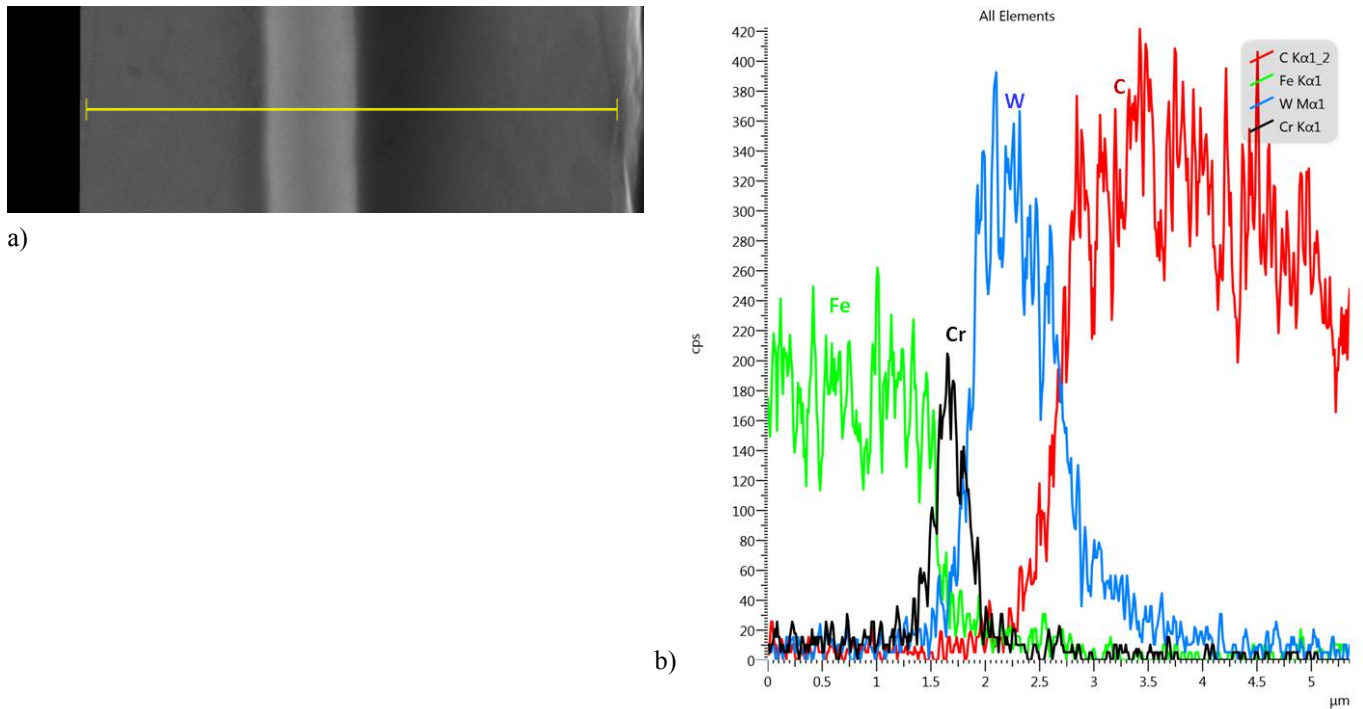 a)
b)
All Elements
C Kα1_2
Fe Kα1
W Mα1
Cr Kα1
Fe
Cr
W
C
cps
420
400
380
360
340
320
300
280
260
240
220
200
180
160
140
120
100
80
60
40
20
0
0 0.5 1 1.5 2 2.5 3 3.5 4 4.5 5
µm